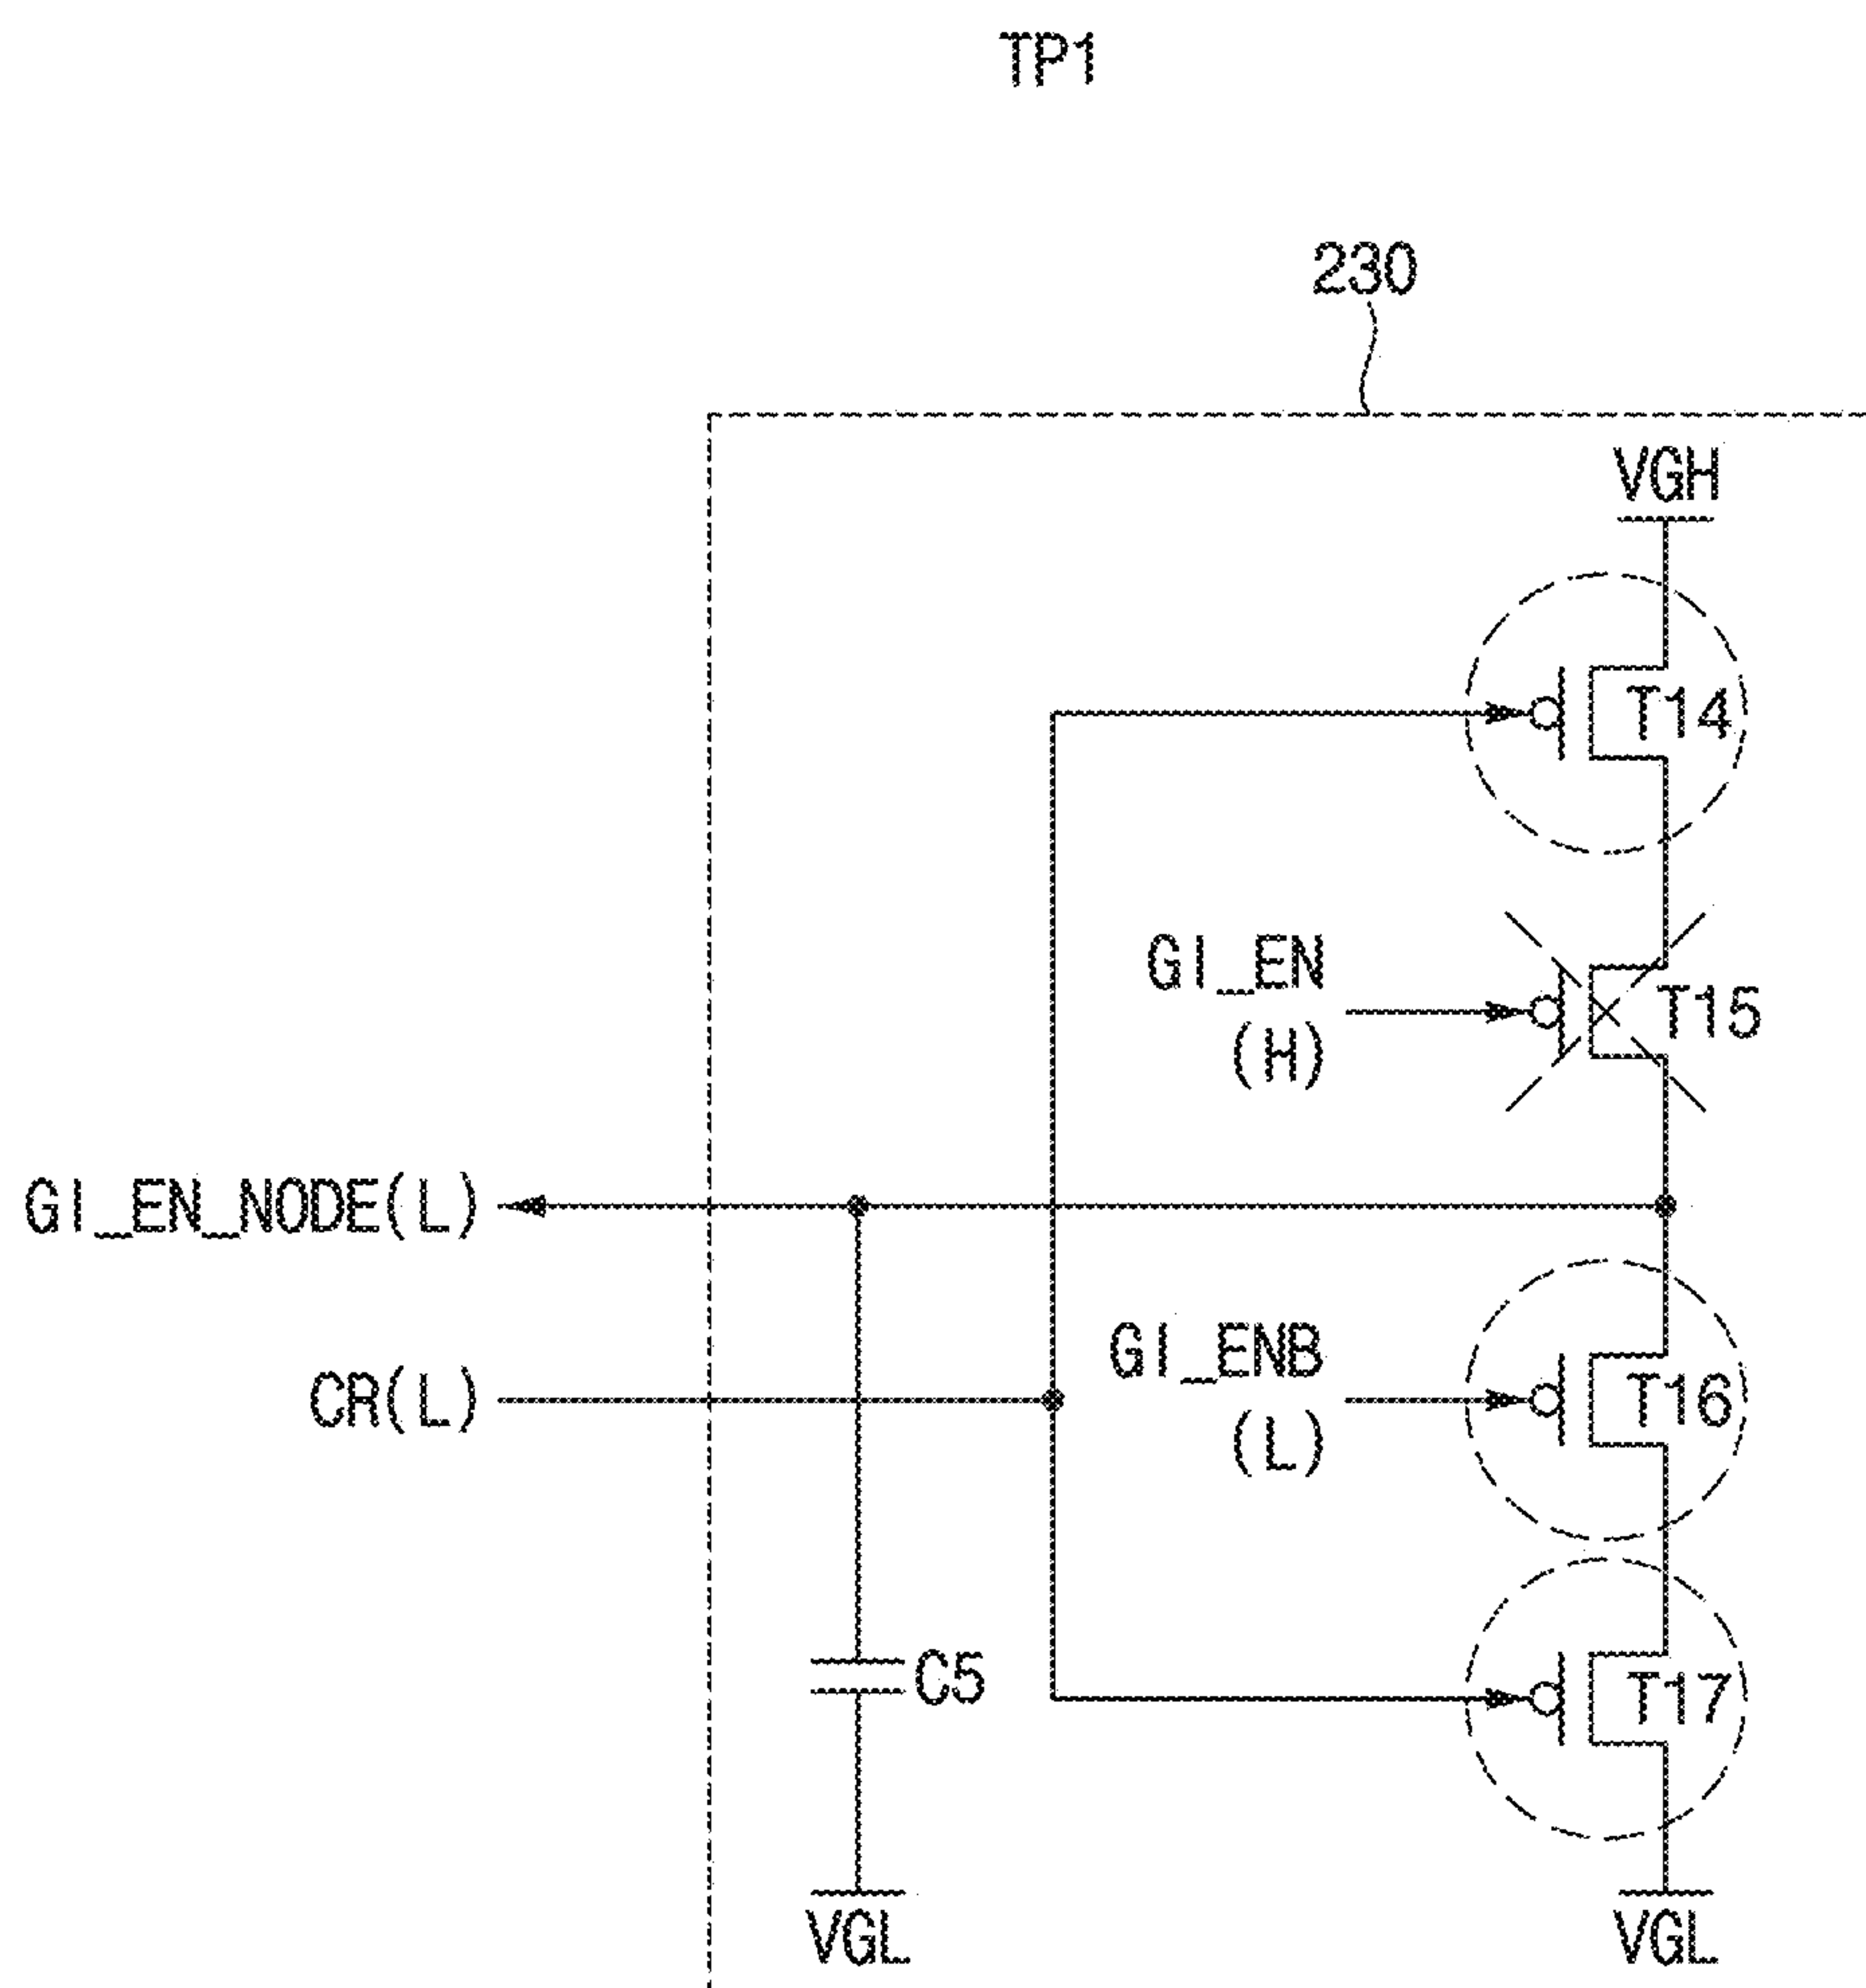 TP1
230
VGH
T14
GI_EN
(H)
T15
GI_EN_NODE(L)
GI_ENB
(L)
T16
CR(L)
C5
T17
VGL
VGL